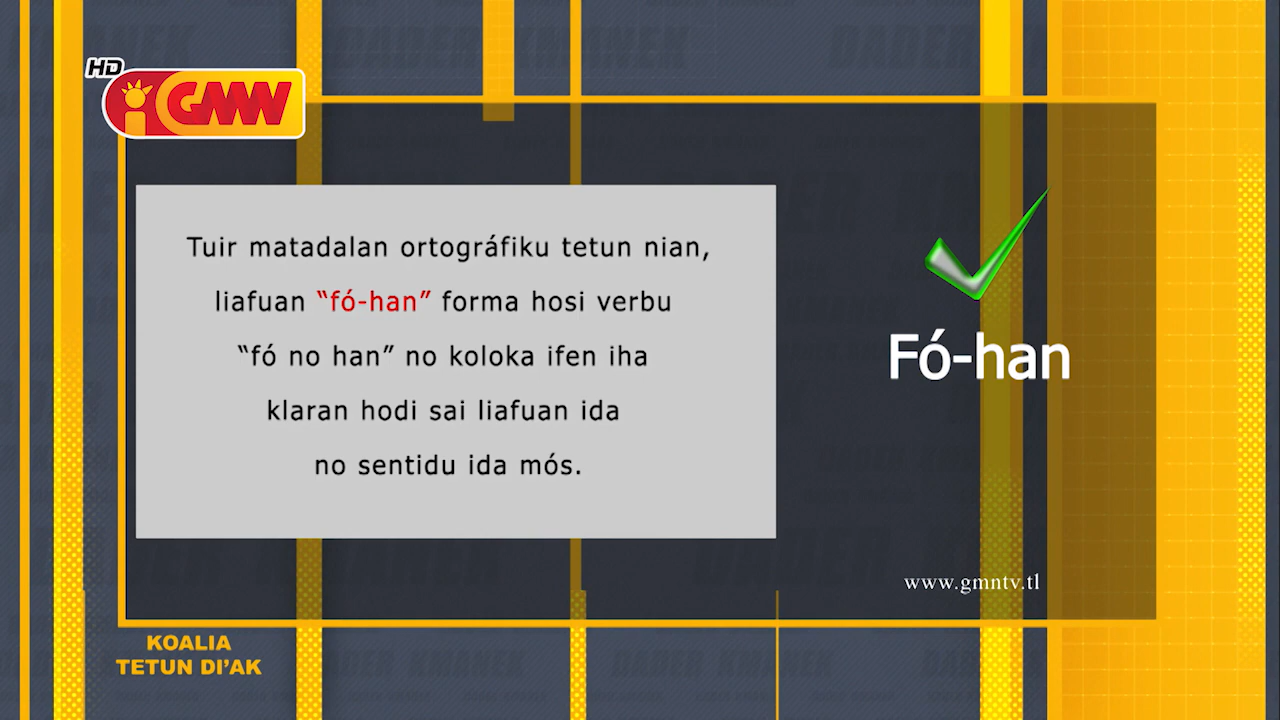 HD
GMN
Tuir matadalan ortográfiku tetun nian,
liafuan “fó-han” forma hosi verbu
“fó no han” no koloka ifen iha
klaran hodi sai liafuan ida
no sentidu ida mós.
Fó-han
www.gmntv.tl
KOALIA
TETUN DI’AK
DADER KMANEK